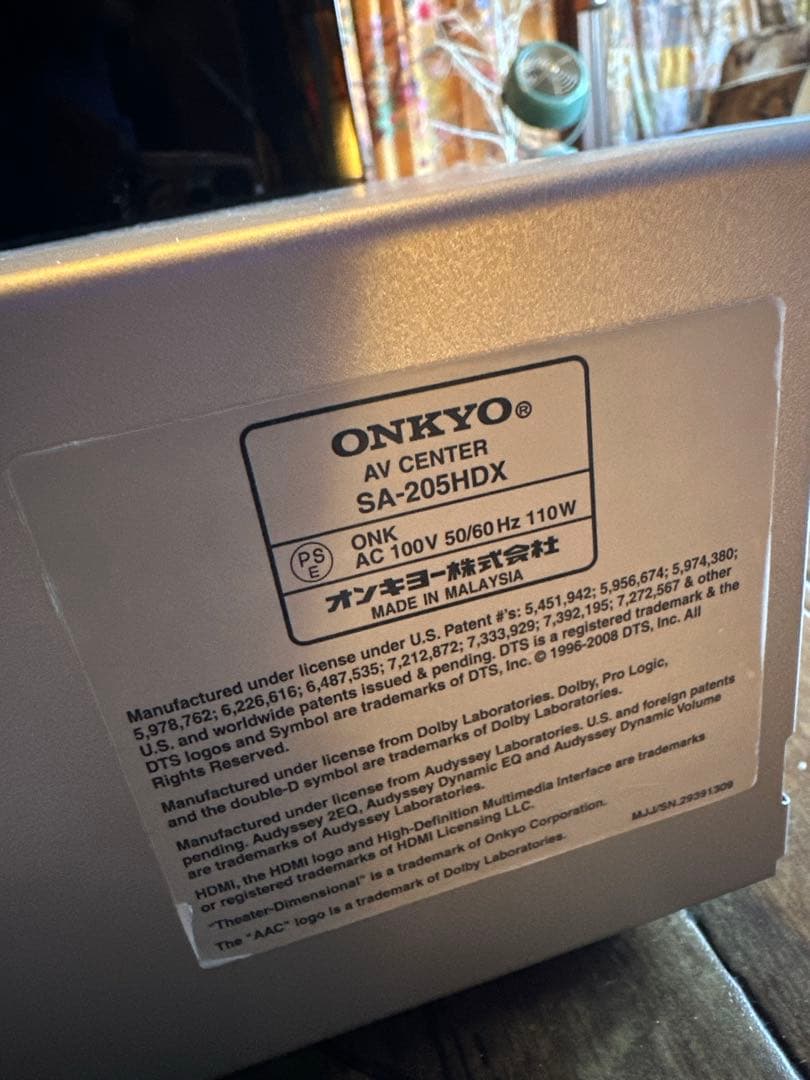 ONKYO®
AV CENTER
SA-205HDX
PS
E
ONK
AC 100V 50/60Hz 110W
オンキヨー株式会社
MADE IN MALAYSIA
Manufactured under license under U.S. Patent #'s: 5,451,942; 5,956,674; 5,974,380;
5,978,762; 6,226,616; 6,487,535; 7,212,872; 7,333,929; 7,392,195; 7,272,567 & other
U.S. and worldwide patents issued & pending. DTS is a registered trademark & the
DTS logos and Symbol are trademarks of DTS, Inc. © 1996-2008 DTS, Inc. All
Rights Reserved.
Manufactured under license from Dolby Laboratories. Dolby, Pro Logic,
and the double-D symbol are trademarks of Dolby Laboratories.
Manufactured under license from Audyssey Laboratories. U.S. and foreign patents
pending. Audyssey 2EQ, Audyssey Dynamic EQ and Audyssey Dynamic Volume
are trademarks of Audyssey Laboratories.
HDMI, the HDMI logo and High-Definition Multimedia Interface are trademarks
or registered trademarks of HDMI Licensing LLC.
"Theater-Dimensional" is a trademark of Onkyo Corporation.
The "AAC" logo is a trademark of Dolby Laboratories.
MJJ/SN.29391309